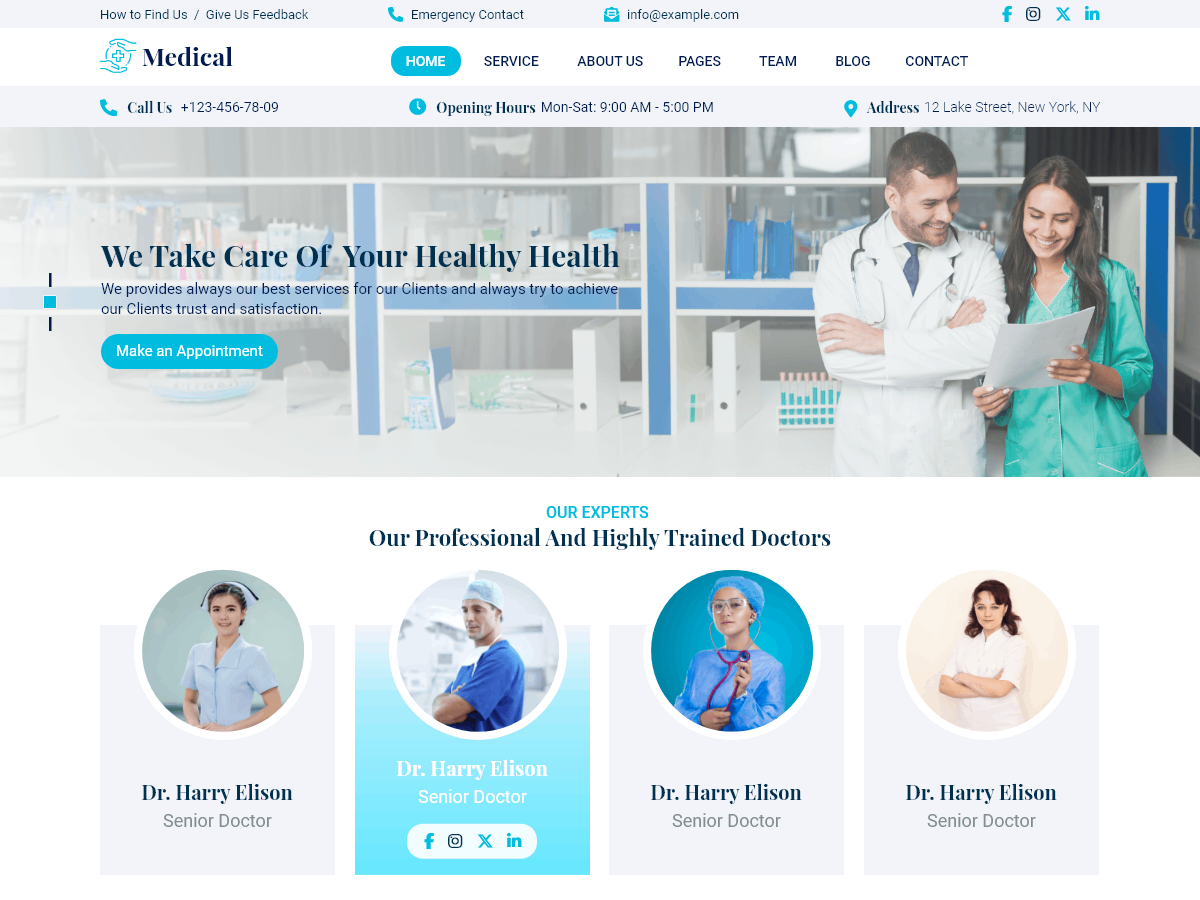 How to Find Us / Give Us Feedback
Emergency Contact
info@example.com
Medical
HOME
SERVICE
ABOUT US
PAGES
TEAM
BLOG
CONTACT
Call Us +123-456-78-09
Opening Hours Mon-Sat: 9:00 AM - 5:00 PM
Address 12 Lake Street, New York, NY
We Take Care Of Your Healthy Health
We provides always our best services for our Clients and always try to achieve
our Clients trust and satisfaction.
Make an Appointment
OUR EXPERTS
Our Professional And Highly Trained Doctors
Dr. Harry Elison
Senior Doctor
Dr. Harry Elison
Senior Doctor
Dr. Harry Elison
Senior Doctor
Dr. Harry Elison
Senior Doctor